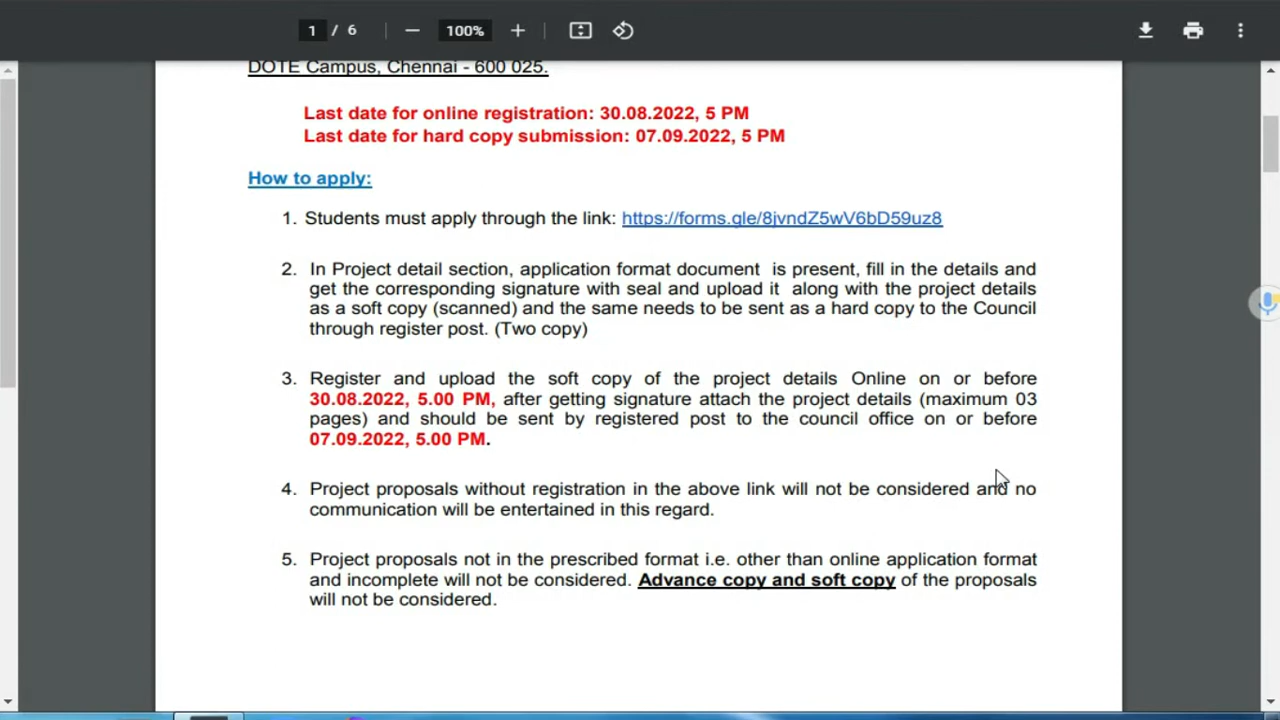 1 / 6
100%
DOTE Campus, Chennai - 600 025.
Last date for online registration: 30.08.2022, 5 PM
Last date for hard copy submission: 07.09.2022, 5 PM
How to apply:
1. Students must apply through the link: https://forms.gle/8jvndZ5wV6bD59uz8
2. In Project detail section, application format document is present, fill in the details and
get the corresponding signature with seal and upload it along with the project details
as a soft copy (scanned) and the same needs to be sent as a hard copy to the Council
through register post. (Two copy)
3. Register and upload the soft copy of the project details Online on or before
30.08.2022, 5.00 PM, after getting signature attach the project details (maximum 03
pages) and should be sent by registered post to the council office on or before
07.09.2022, 5.00 PM.
4. Project proposals without registration in the above link will not be considered and no
communication will be entertained in this regard.
5. Project proposals not in the prescribed format i.e. other than online application format
and incomplete will not be considered. Advance copy and soft copy of the proposals
will not be considered.